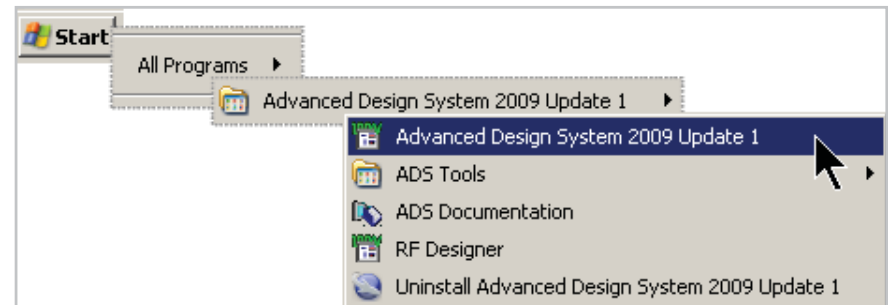 Start
All Programs
Advanced Design System 2009 Update 1
Advanced Design System 2009 Update 1
ADS Tools
ADS Documentation
RF Designer
Uninstall Advanced Design System 2009 Update 1